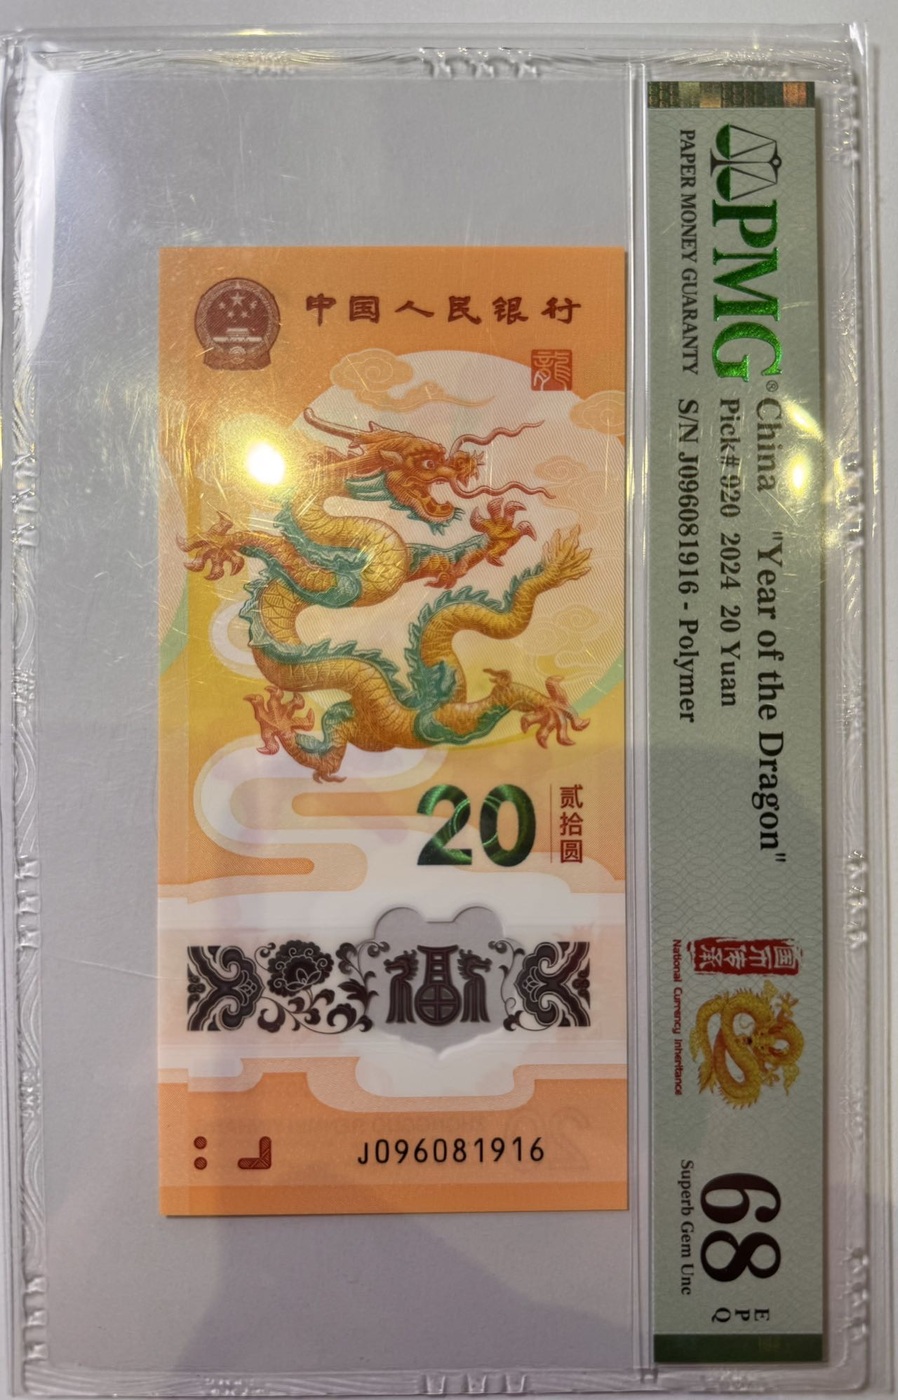 中国人民银行
龍
20
贰拾圆
J096081916
PMG®
PAPER MONEY GUARANTY
China "Year of the Dragon"
Pick# 920 2024 20 Yuan
S/N J096081916 - Polymer
国币传承
National Currency Inheritance
68
EPQ
Superb Gem Unc